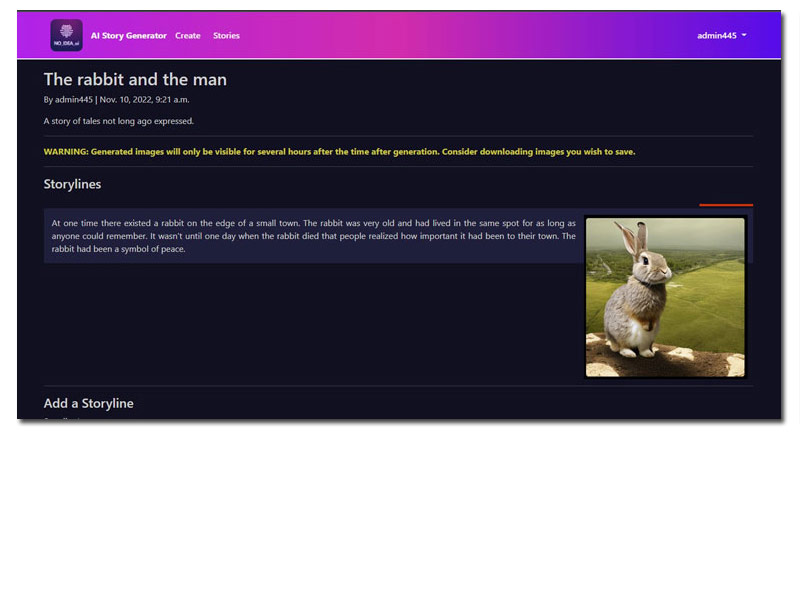 NO_IDEA_ai
AI Story Generator Create Stories admin445
The rabbit and the man
By admin445 | Nov. 10, 2022, 9:21 a.m.
A story of tales not long ago expressed.
WARNING: Generated images will only be visible for several hours after the time after generation. Consider downloading images you wish to save.
Storylines
At one time there existed a rabbit on the edge of a small town. The rabbit was very old and had lived in the same spot for as long as
anyone could remember. It wasn't until one day when the rabbit died that people realized how important it had been to their town. The
rabbit had been a symbol of peace.
Add a Storyline